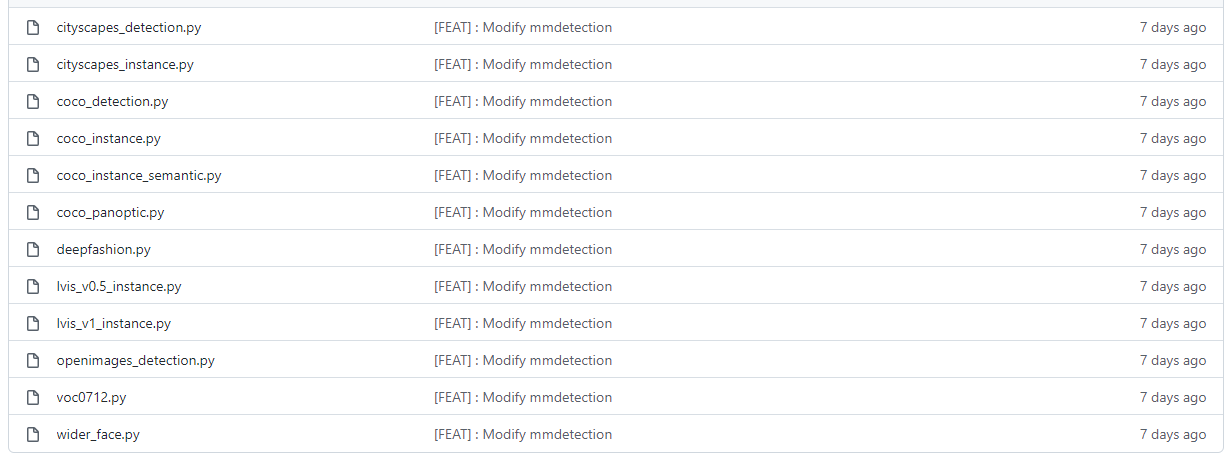 cityscapes_detection.py [FEAT] : Modify mmdetection 7 days ago
cityscapes_instance.py [FEAT] : Modify mmdetection 7 days ago
coco_detection.py [FEAT] : Modify mmdetection 7 days ago
coco_instance.py [FEAT] : Modify mmdetection 7 days ago
coco_instance_semantic.py [FEAT] : Modify mmdetection 7 days ago
coco_panoptic.py [FEAT] : Modify mmdetection 7 days ago
deepfashion.py [FEAT] : Modify mmdetection 7 days ago
lvis_v0.5_instance.py [FEAT] : Modify mmdetection 7 days ago
lvis_v1_instance.py [FEAT] : Modify mmdetection 7 days ago
openimages_detection.py [FEAT] : Modify mmdetection 7 days ago
voc0712.py [FEAT] : Modify mmdetection 7 days ago
wider_face.py [FEAT] : Modify mmdetection 7 days ago